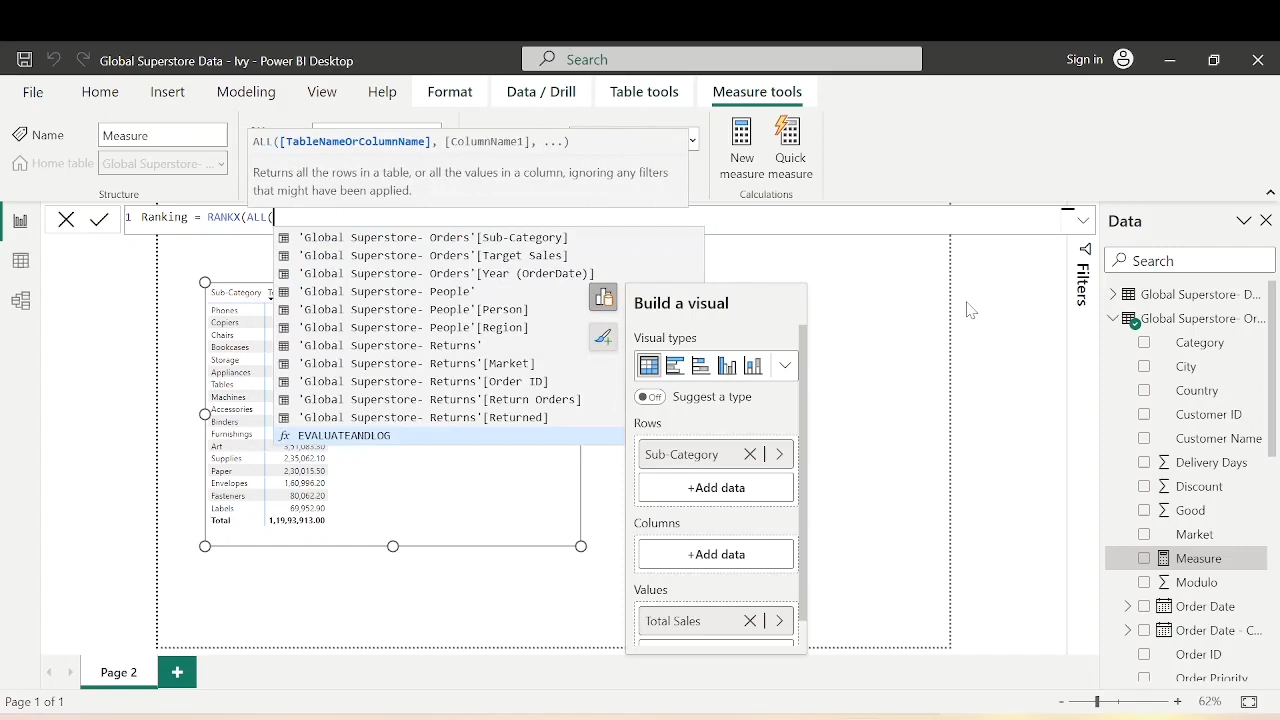 Global Superstore Data - Ivy - Power BI Desktop
Search
Sign in
File Home Insert Modeling View Help Format Data / Drill Table tools Measure tools
Name Measure
Home table Global Superstore- ...
Structure
ALL([TableNameOrColumnName], [ColumnName1], ...)
Returns all the rows in a table, or all the values in a column, ignoring any filters
that might have been applied.
New
measure
Quick
measure
Calculations
1 Ranking = RANKX(ALL(
'Global Superstore- Orders'[Sub-Category]
'Global Superstore- Orders'[Target Sales]
'Global Superstore- Orders'[Year (OrderDate)]
'Global Superstore- People'
'Global Superstore- People'[Person]
'Global Superstore- People'[Region]
'Global Superstore- Returns'
'Global Superstore- Returns'[Market]
'Global Superstore- Returns'[Order ID]
'Global Superstore- Returns'[Return Orders]
'Global Superstore- Returns'[Returned]
fx EVALUATEANDLOG
Sub-Category
Phones
Copiers
Chairs
Bookcases
Storage
Appliances
Tables
Machines
Accessories
Binders
Furnishings
Art
Supplies 2,35,062.10
Paper 2,30,015.50
Envelopes 1,60,996.20
Fasteners 80,062.20
Labels 69,952.90
Total 1,19,93,913.00
Build a visual
Visual types
Off Suggest a type
Rows
Sub-Category
+Add data
Columns
+Add data
Values
Total Sales
Filters
Data
Search
Global Superstore- D...
Global Superstore- Or...
Category
City
Country
Customer ID
Customer Name
Delivery Days
Discount
Good
Market
Measure
Modulo
Order Date
Order Date - C...
Order ID
Order Priority
Page 2
Page 1 of 1
- + 62%